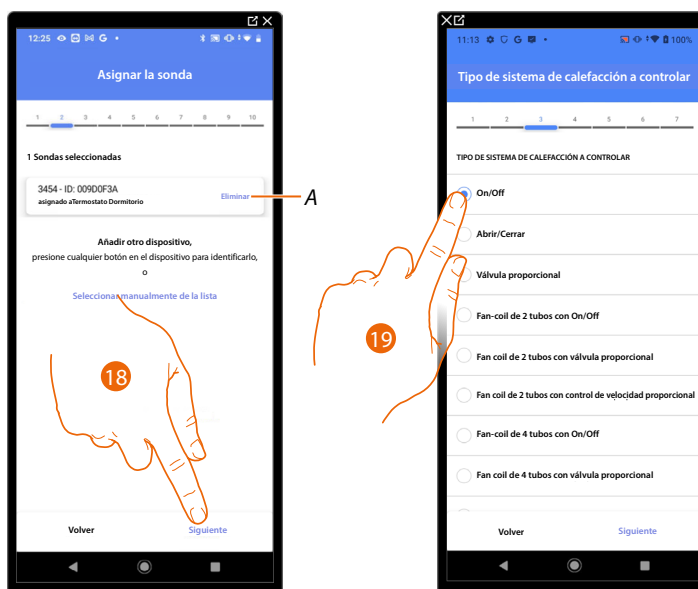 12:25 G
Asignar la sonda
1 2 3 4 5 6 7 8 9 10
1 Sondas seleccionadas
3454 - ID: 009D0F3A
asignado aTermostato Dormitorio
Eliminar
A
Añadir otro dispositivo,
presione cualquier botón en el dispositivo para identificarlo,
o
Seleccionar manualmente de la lista
18
Volver Siguiente
11:13 G G 100%
Tipo de sistema de calefacción a controlar
1 2 3 4 5 6 7
TIPO DE SISTEMA DE CALEFACCIÓN A CONTROLAR
On/Off
Abrir/Cerrar
Válvula proporcional
Fan-coil de 2 tubos con On/Off
19
Fan coil de 2 tubos con válvula proporcional
Fan coil de 2 tubos con control de velocidad proporcional
Fan-coil de 4 tubos con On/Off
Fan coil de 4 tubos con válvula proporcional
Volver Siguiente